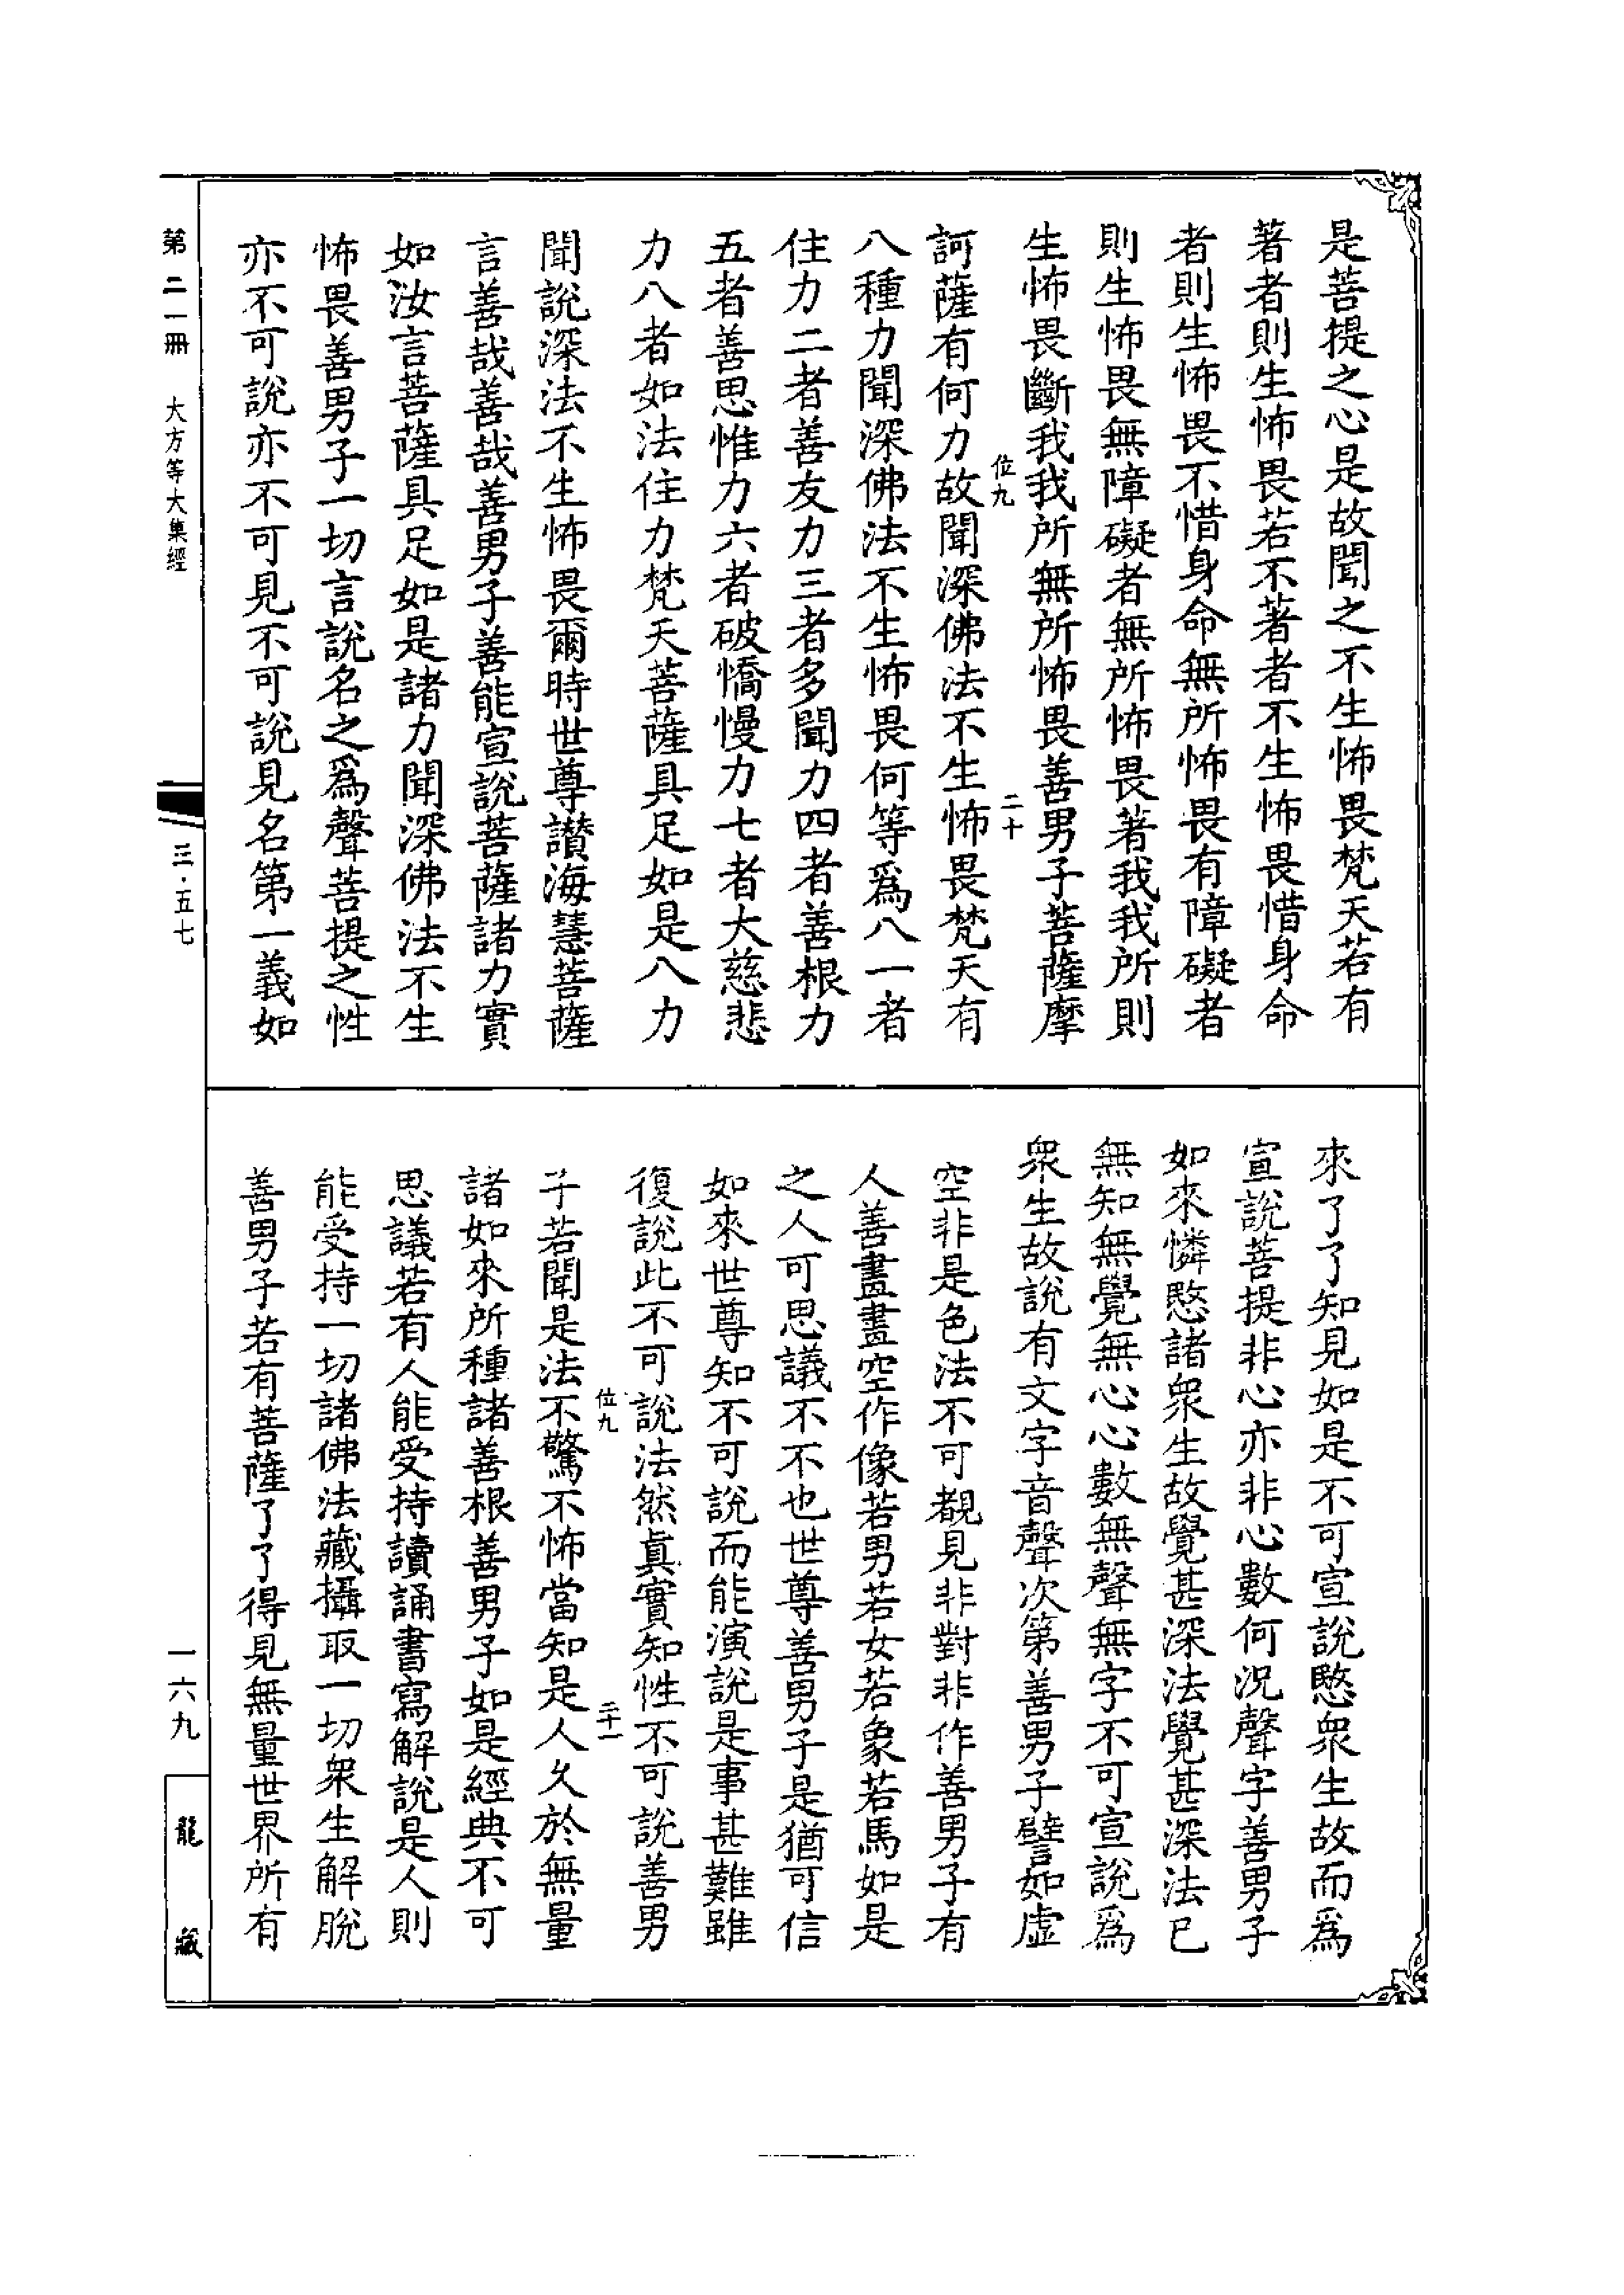 是菩提之心是故聞之不生怖畏梵天若有
著者則生怖畏若不著者不生怖畏惜身命
者則生怖畏不惜身命無所怖畏有障礙者
則生怖畏無障礙者無所怖畏著我我所則
生怖畏斷我我所無所怖畏善男子菩薩摩
位九
二十
訶薩有何力故聞深佛法不生怖畏梵天有
八種力聞深佛法不生怖畏何等爲八一者
住力二者善友力三者多聞力四者善根力
五者善思惟力六者破憍慢力七者大慈悲
力八者如法住力梵天菩薩具足如是八力
聞說深法不生怖畏爾時世尊讚海慧菩薩
言善哉善哉善男子善能宣說菩薩諸力實
如汝言菩薩具足如是諸力聞深佛法不生
怖畏善男子一切言說名之爲聲菩提之性
亦不可說亦不可見不可說見名第一義如
來了了知見如是不可宣說愍衆生故而爲
宣說菩提非心亦非心數何況聲字善男子
如來憐愍諸衆生故覺甚深法覺甚深法已
無知無覺無心心數無聲無字不可宣說爲
衆生故說有文字音聲次第善男子譬如虛
空非是色法不可覩見非對非作善男子有
人善畫畫空作像若男若女若象若馬如是
之人可思議不不也世尊善男子是猶可信
如來世尊知不可說而能演說是事甚難雖
復說此不可說法然眞實知性不可說善男
位九
二十一
子若聞是法不驚不怖當知是人久於無量
諸如來所種諸善根善男子如是經典不可
思議若有人能受持讀誦書寫解說是人則
能受持一切諸佛法藏攝取一切衆生解脫
善男子若有菩薩了了得見無量世界所有
第二一冊 大方等大集經
三·五七
一六九
龍藏